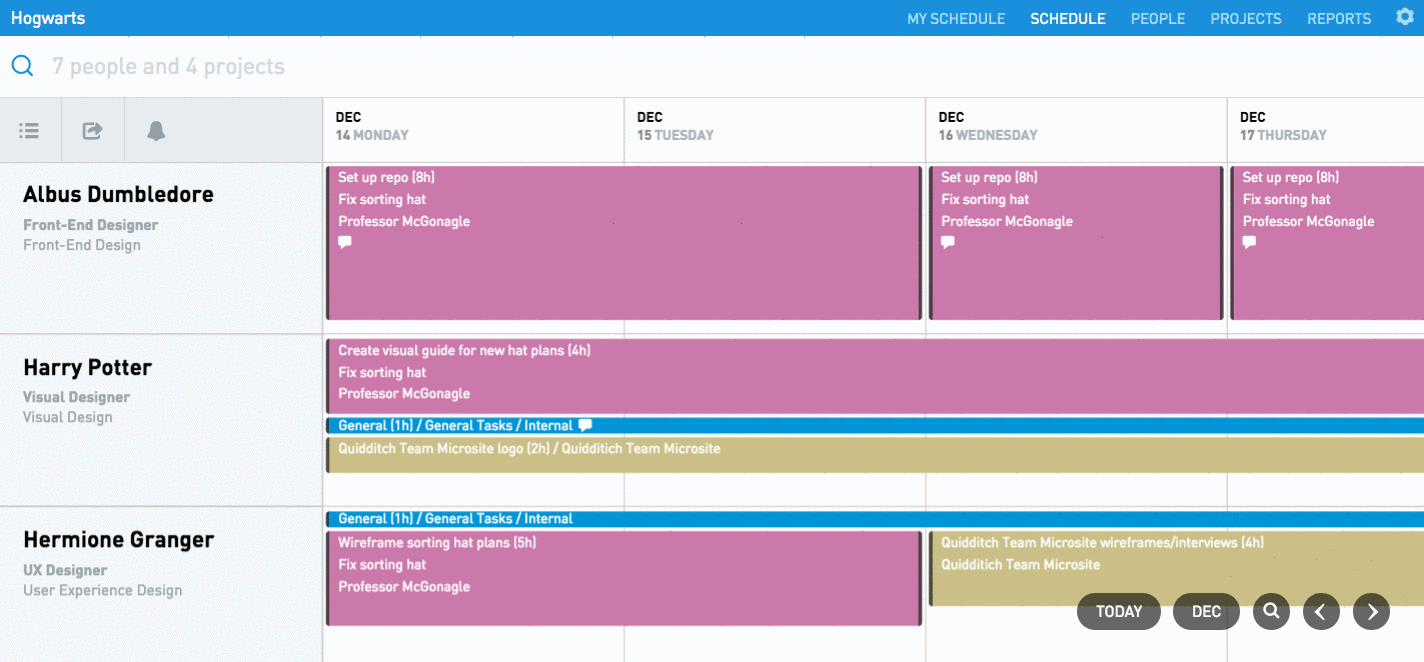 Hogwarts
MY SCHEDULE
SCHEDULE
PEOPLE
PROJECTS
REPORTS
7 people and 4 projects
DEC
14 MONDAY
DEC
15 TUESDAY
DEC
16 WEDNESDAY
DEC
17 THURSDAY
Albus Dumbledore
Front-End Designer
Front-End Design
Set up repo (8h)
Fix sorting hat
Professor McGonagle
Set up repo (8h)
Fix sorting hat
Professor McGonagle
Set up repo (8h)
Fix sorting hat
Professor McGonagle
Harry Potter
Visual Designer
Visual Design
Create visual guide for new hat plans (4h)
Fix sorting hat
Professor McGonagle
General (1h) / General Tasks / Internal
Quidditch Team Microsite logo (2h) / Quidditich Team Microsite
Hermione Granger
UX Designer
User Experience Design
General (1h) / General Tasks / Internal
Wireframe sorting hat plans (5h)
Fix sorting hat
Professor McGonagle
Quidditch Team Microsite wireframes/interviews (4h)
Quidditich Team Microsite
TODAY
DEC